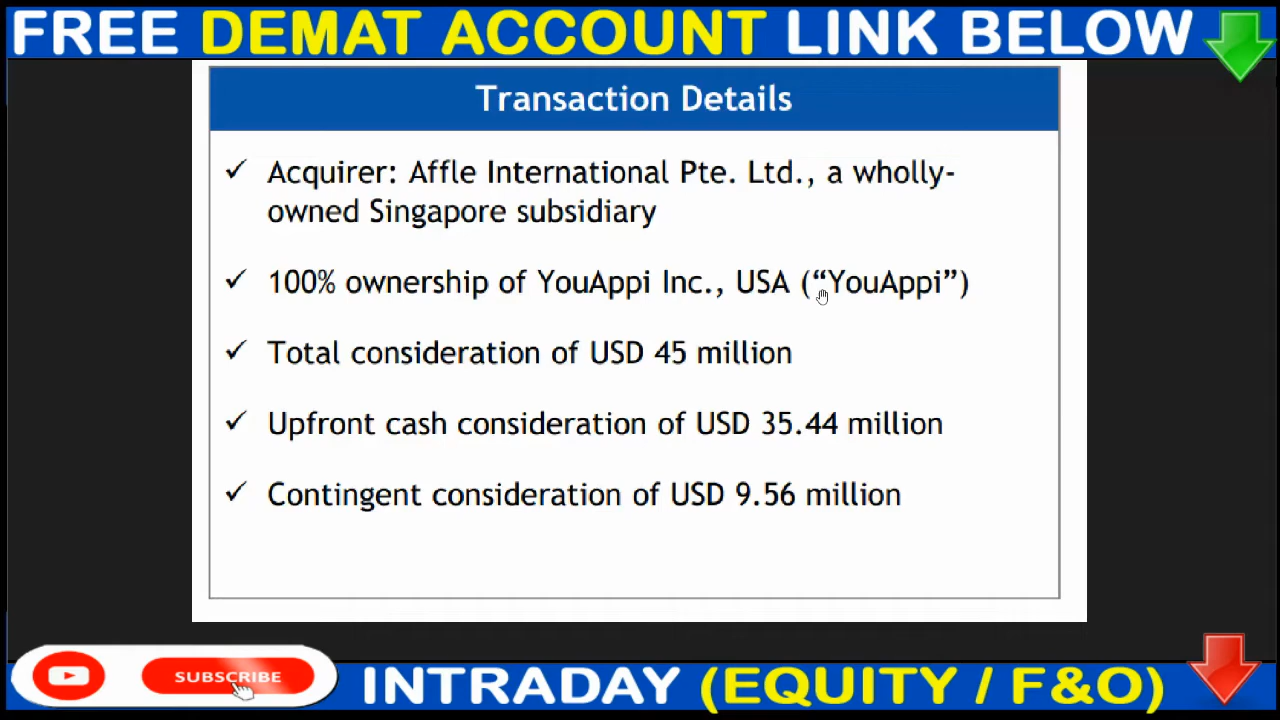 FREE DEMAT ACCOUNT LINK BELOW
Transaction Details
✓ Acquirer: Affle International Pte. Ltd., a wholly-
owned Singapore subsidiary
✓ 100% ownership of YouAppi Inc., USA (“YouAppi”)
✓ Total consideration of USD 45 million
✓ Upfront cash consideration of USD 35.44 million
✓ Contingent consideration of USD 9.56 million
SUBSCRIBE
INTRADAY (EQUITY / F&O)